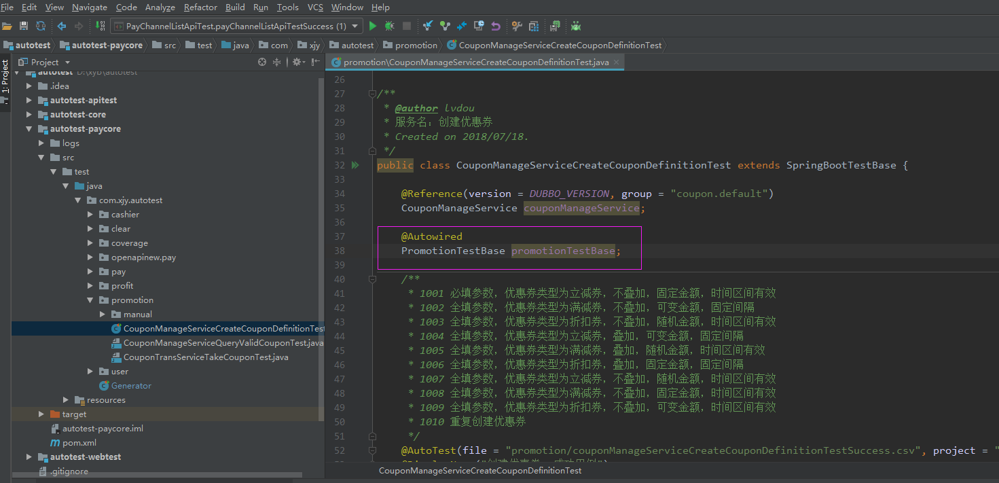 File Edit View Navigate Code Analyze Refactor Build Run Tools VCS Window Help
PayChannelListApiTest.payChannelListApiTestSuccess (1)
autotest autotest-paycore src test java com xjy autotest promotion CouponManageServiceCreateCouponDefinitionTest
1: Project
Project
autotest D:\xyb\autotest
.idea
autotest-apitest
autotest-core
autotest-paycore
logs
src
test
java
com.xjy.autotest
cashier
clear
coverage
openapinew.pay
pay
profit
promotion
manual
CouponManageServiceCreateCouponDefinitionTest
CouponManageServiceQueryValidCouponTest.java
CouponTransServiceTakeCouponTest.java
user
Generator
resources
target
autotest-paycore.iml
pom.xml
autotest-webtest
.gitignore
promotion\CouponManageServiceCreateCouponDefinitionTest.java
26
27 /**
28 * @author lvdou
29 * 服务名: 创建优惠券
30 * Created on 2018/07/18.
31 */
32 public class CouponManageServiceCreateCouponDefinitionTest extends SpringBootTestBase {
33
34 @Reference(version = DUBBO_VERSION, group = "coupon.default")
35 CouponManageService couponManageService;
36
37 @Autowired
38 PromotionTestBase promotionTestBase;
39
40 /**
41 * 1001 必填参数, 优惠券类型为立减券, 不叠加, 固定金额, 时间区间有效
42 * 1002 全填参数, 优惠券类型为满减券, 不叠加, 可变金额, 固定间隔
43 * 1003 全填参数, 优惠券类型为折扣券, 不叠加, 随机金额, 时间区间有效
44 * 1004 全填参数, 优惠券类型为立减券, 叠加, 可变金额, 固定间隔
45 * 1005 全填参数, 优惠券类型为满减券, 叠加, 随机金额, 时间区间有效
46 * 1006 全填参数, 优惠券类型为折扣券, 叠加, 固定金额, 固定间隔
47 * 1007 全填参数, 优惠券类型为立减券, 不叠加, 随机金额, 时间区间有效
48 * 1008 全填参数, 优惠券类型为满减券, 不叠加, 固定金额, 时间区间有效
49 * 1009 全填参数, 优惠券类型为折扣券, 不叠加, 可变金额, 时间区间有效
50 * 1010 重复创建优惠券
51 */
52 @AutoTest(file = "promotion/couponManageServiceCreateCouponDefinitionTestSuccess.csv", project = "
CouponManageServiceCreateCouponDefinitionTest